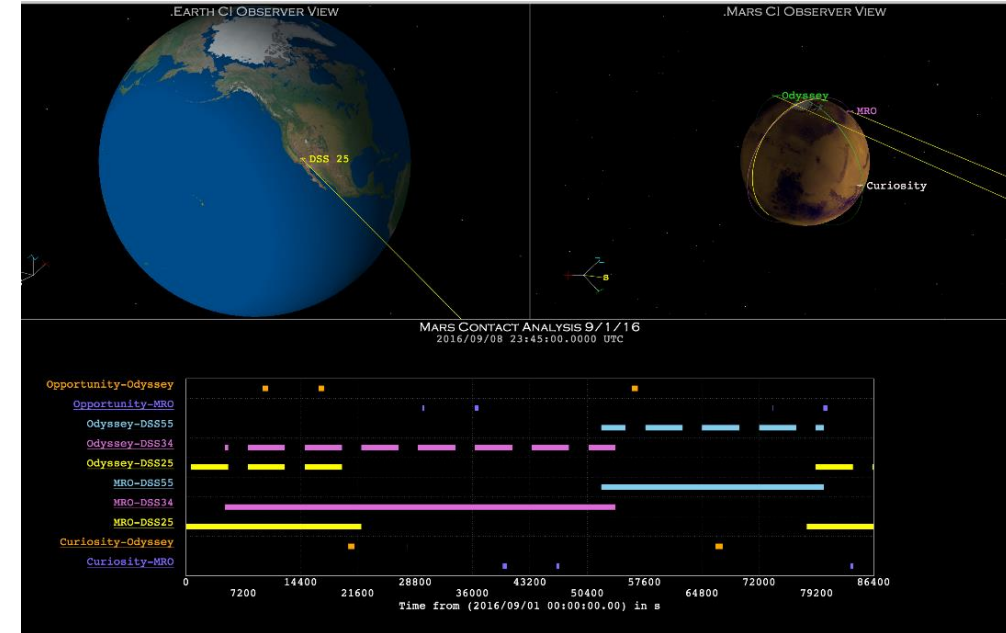 .EARTH CI OBSERVER VIEW
.MARS CI OBSERVER VIEW
Odyssey
MRO
DSS 25
Curiosity
s
MARS CONTACT ANALYSIS 9/1/16
2016/09/08 23:45:00.0000 UTC
Opportunity-Odyssey
Opportunity-MRO
Odyssey-DSS55
Odyssey-DSS34
Odyssey-DSS25
MRO-DSS55
MRO-DSS34
MRO-DSS25
Curiosity-Odyssey
Curiosity-MRO
0 14400 28800 43200 57600 72000 86400
7200 21600 36000 50400 64800 79200
Time from (2016/09/01 00:00:00.00) in s